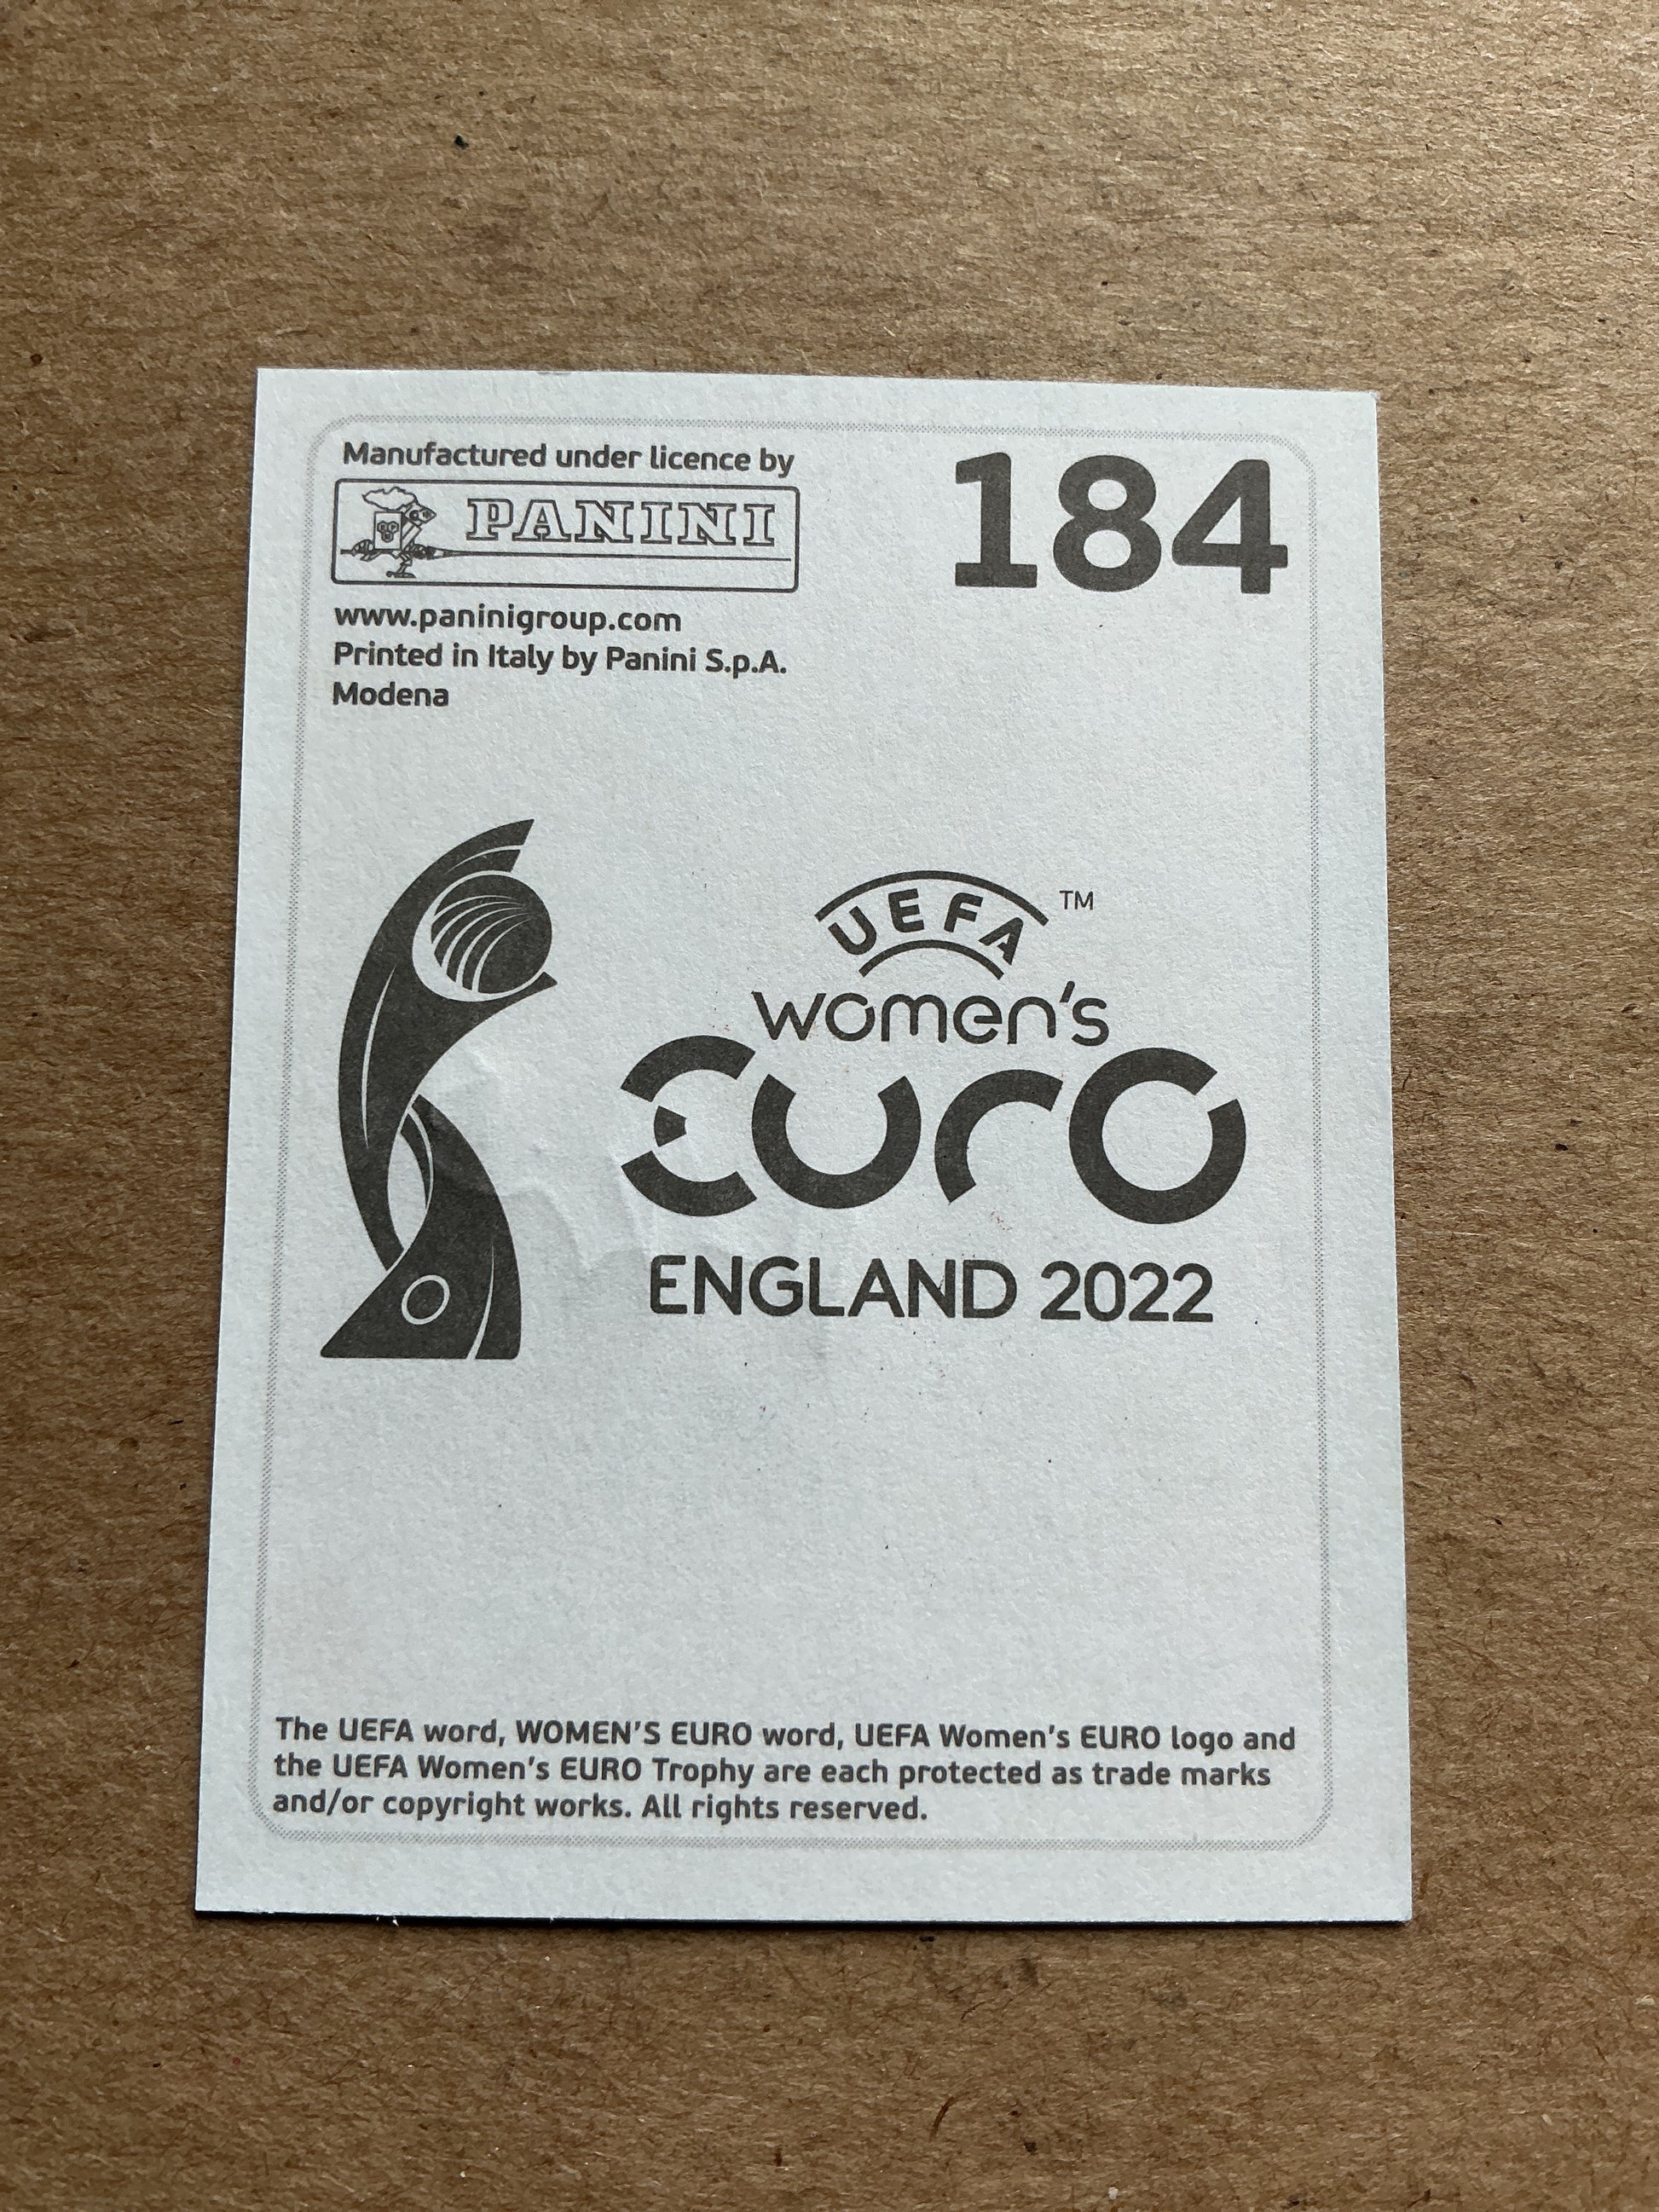 Manufactured under licence by
PANINI
184
www.paninigroup.com
Printed in Italy by Panini S.p.A.
Modena
UEFA TM
women's
EURO
ENGLAND 2022
The UEFA word, WOMEN'S EURO word, UEFA Women's EURO logo and
the UEFA Women's EURO Trophy are each protected as trade marks
and/or copyright works. All rights reserved.